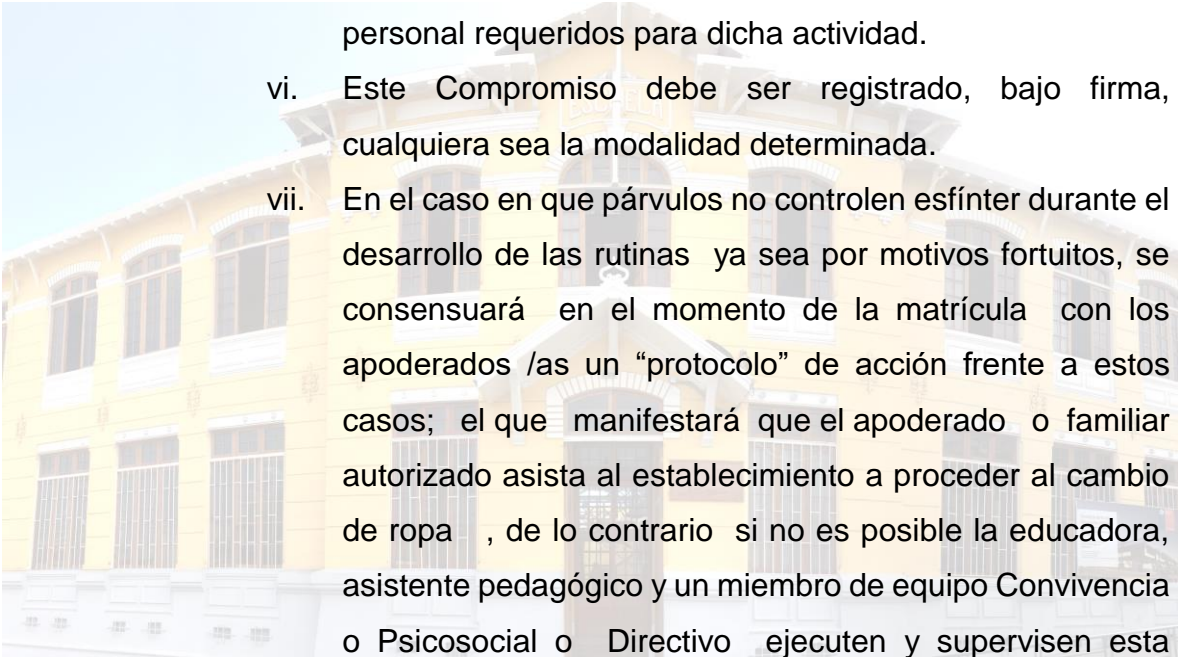 personal requeridos para dicha actividad.
vi. Este Compromiso debe ser registrado, bajo firma,
cualquiera sea la modalidad determinada.
vii. En el caso en que párvulos no controlen esfínter durante el
desarrollo de las rutinas ya sea por motivos fortuitos, se
consensuará en el momento de la matrícula con los
apoderados /as un “protocolo” de acción frente a estos
casos; el que manifestará que el apoderado o familiar
autorizado asista al establecimiento a proceder al cambio
de ropa , de lo contrario si no es posible la educadora,
asistente pedagógico y un miembro de equipo Convivencia
o Psicosocial o Directivo ejecuten y supervisen esta